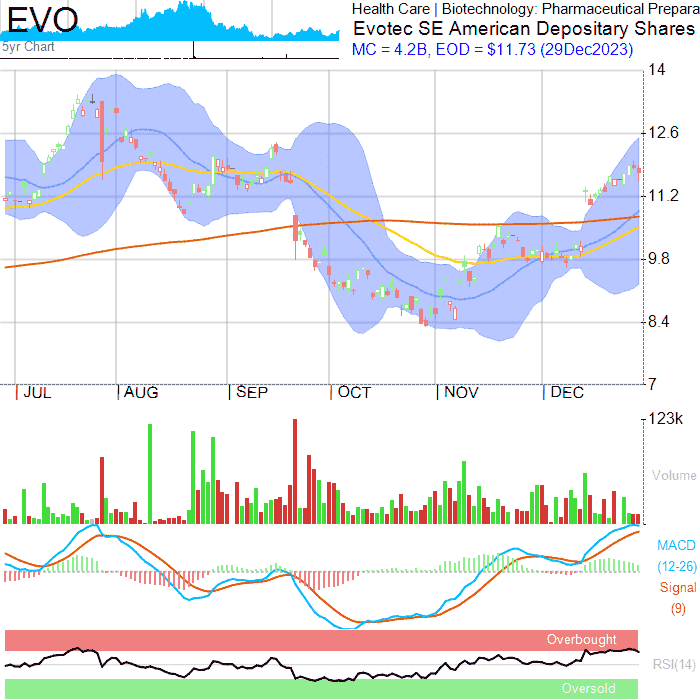 EVO
5yr Chart
Health Care | Biotechnology: Pharmaceutical Prepara
Evotec SE American Depositary Shares
MC = 4.2B, EOD = $11.73 (29Dec2023)
14
12.6
11.2
9.8
8.4
7
JUL AUG SEP OCT NOV DEC
123k
Volume
MACD
(12-26)
Signal
(9)
Overbought
RSI(14)
Oversold